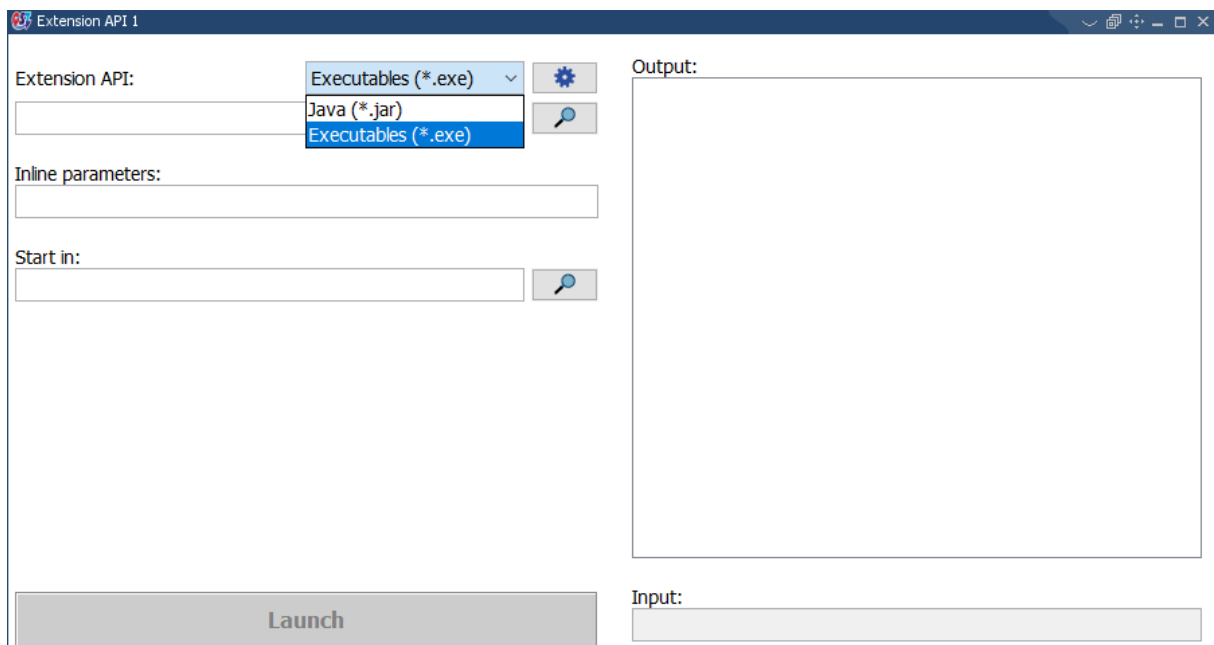 Extension API 1
Extension API:
Executables (*.exe)
Java (*.jar)
Executables (*.exe)
Inline parameters:
Start in:
Launch
Output:
Input: